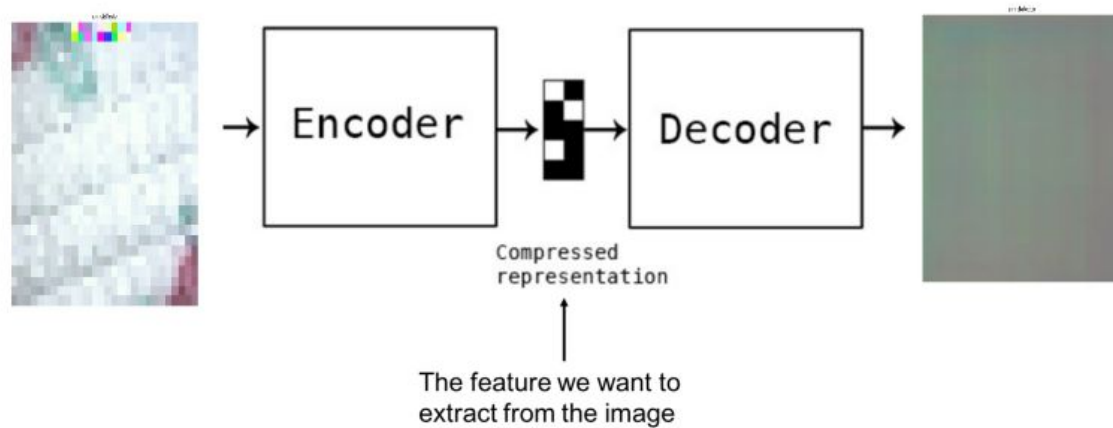 Encoder
Decoder
Compressed
representation
The feature we want to
extract from the image